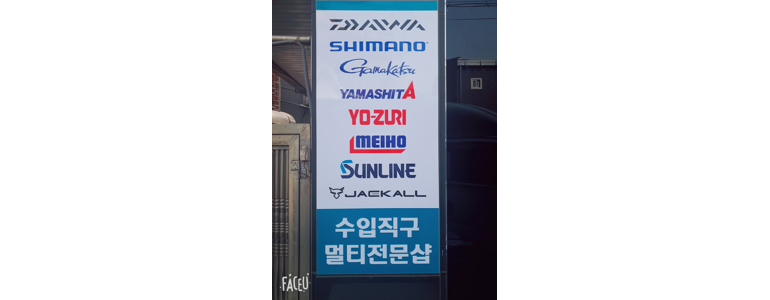 DAIWA
SHIMANO
Gamakatsu
YAMASHITA
YO-ZURI
MEIHO
SUNLINE
JACKALL
수입직구
멀티전문샵
FACEU